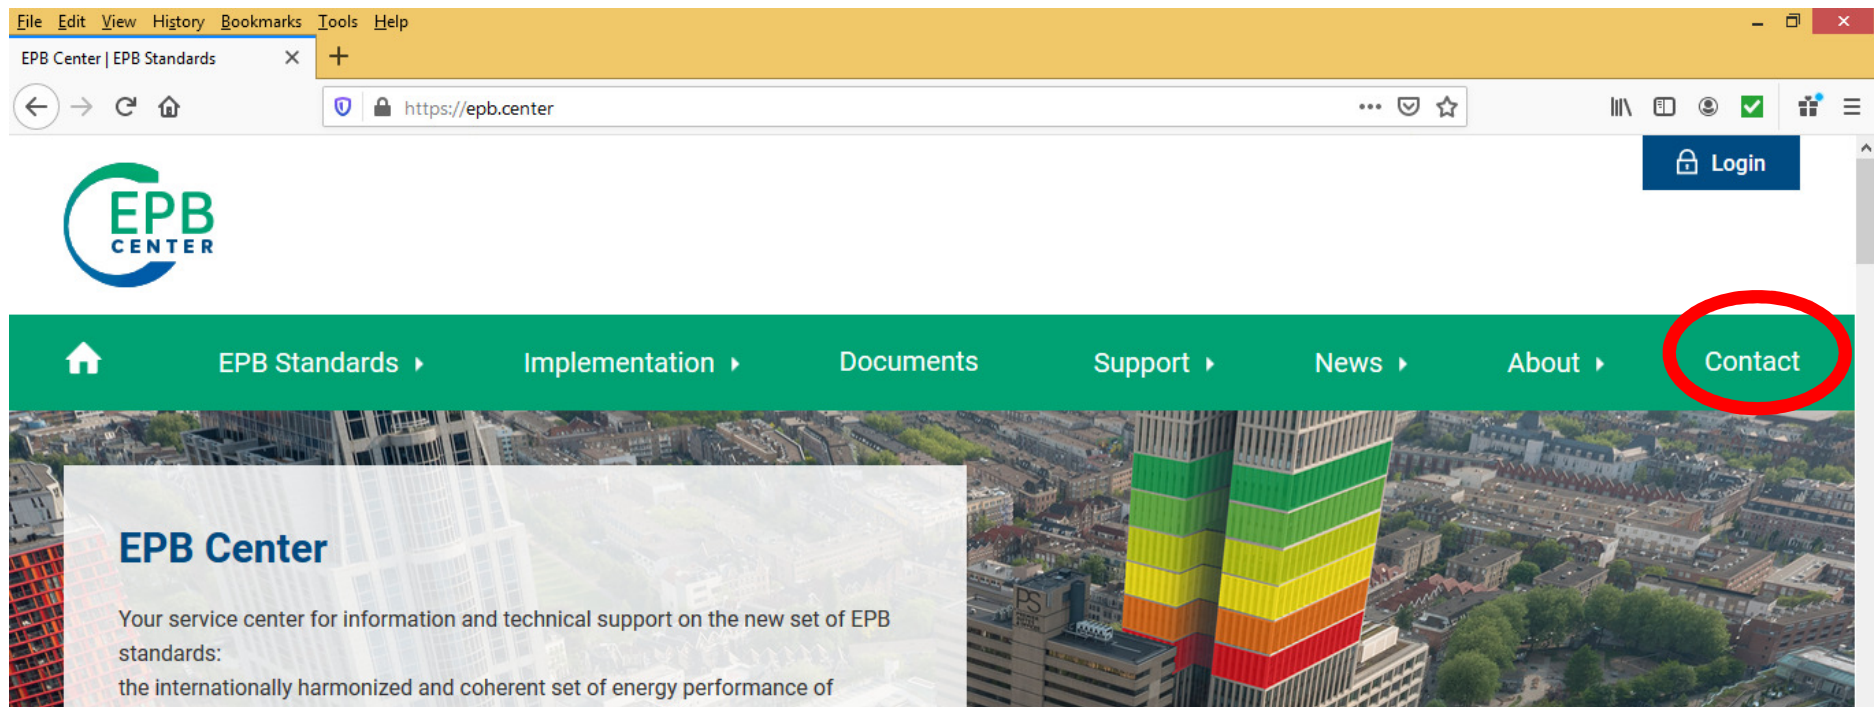 File Edit View History Bookmarks Tools Help
EPB Center | EPB Standards
https://epb.center
Login
EPB
CENTER
EPB Standards
Implementation
Documents
Support
News
About
Contact
PS
EPB Center
Your service center for information and technical support on the new set of EPB
standards:
the internationally harmonized and coherent set of energy performance of